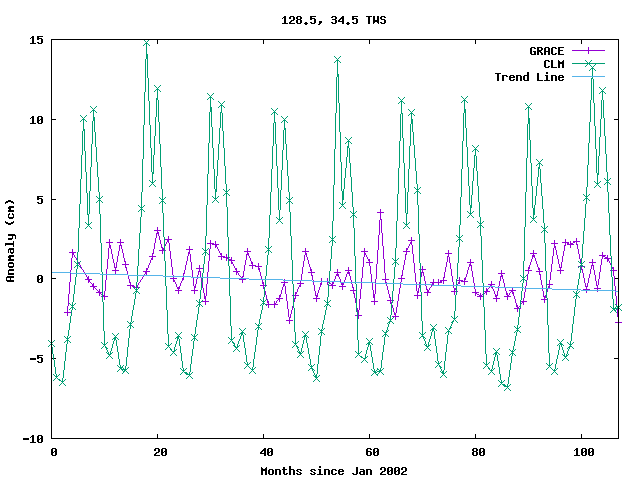 128.5, 34.5 TWS
GRACE
CLM
Trend Line
15
10
5
0
-5
-10
Anomaly (cm)
0 20 40 60 80 100
Months since Jan 2002